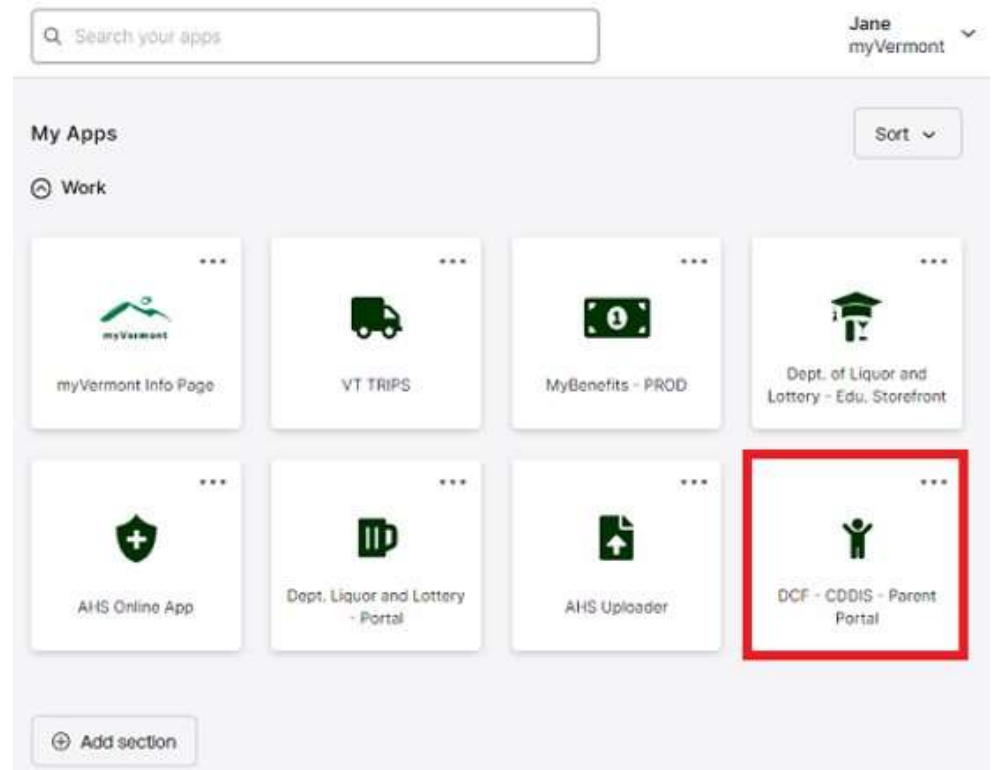 Search your apps
Jane
myVermont
My Apps
Sort
Work
myVermont
myVermont Info Page
VT TRIPS
1
MyBenefits - PROD
Dept. of Liquor and
Lottery - Edu. Storefront
AHS Online App
Dept. Liquor and Lottery
- Portal
AHS Uploader
DCF - CDDIS - Parent
Portal
Add section